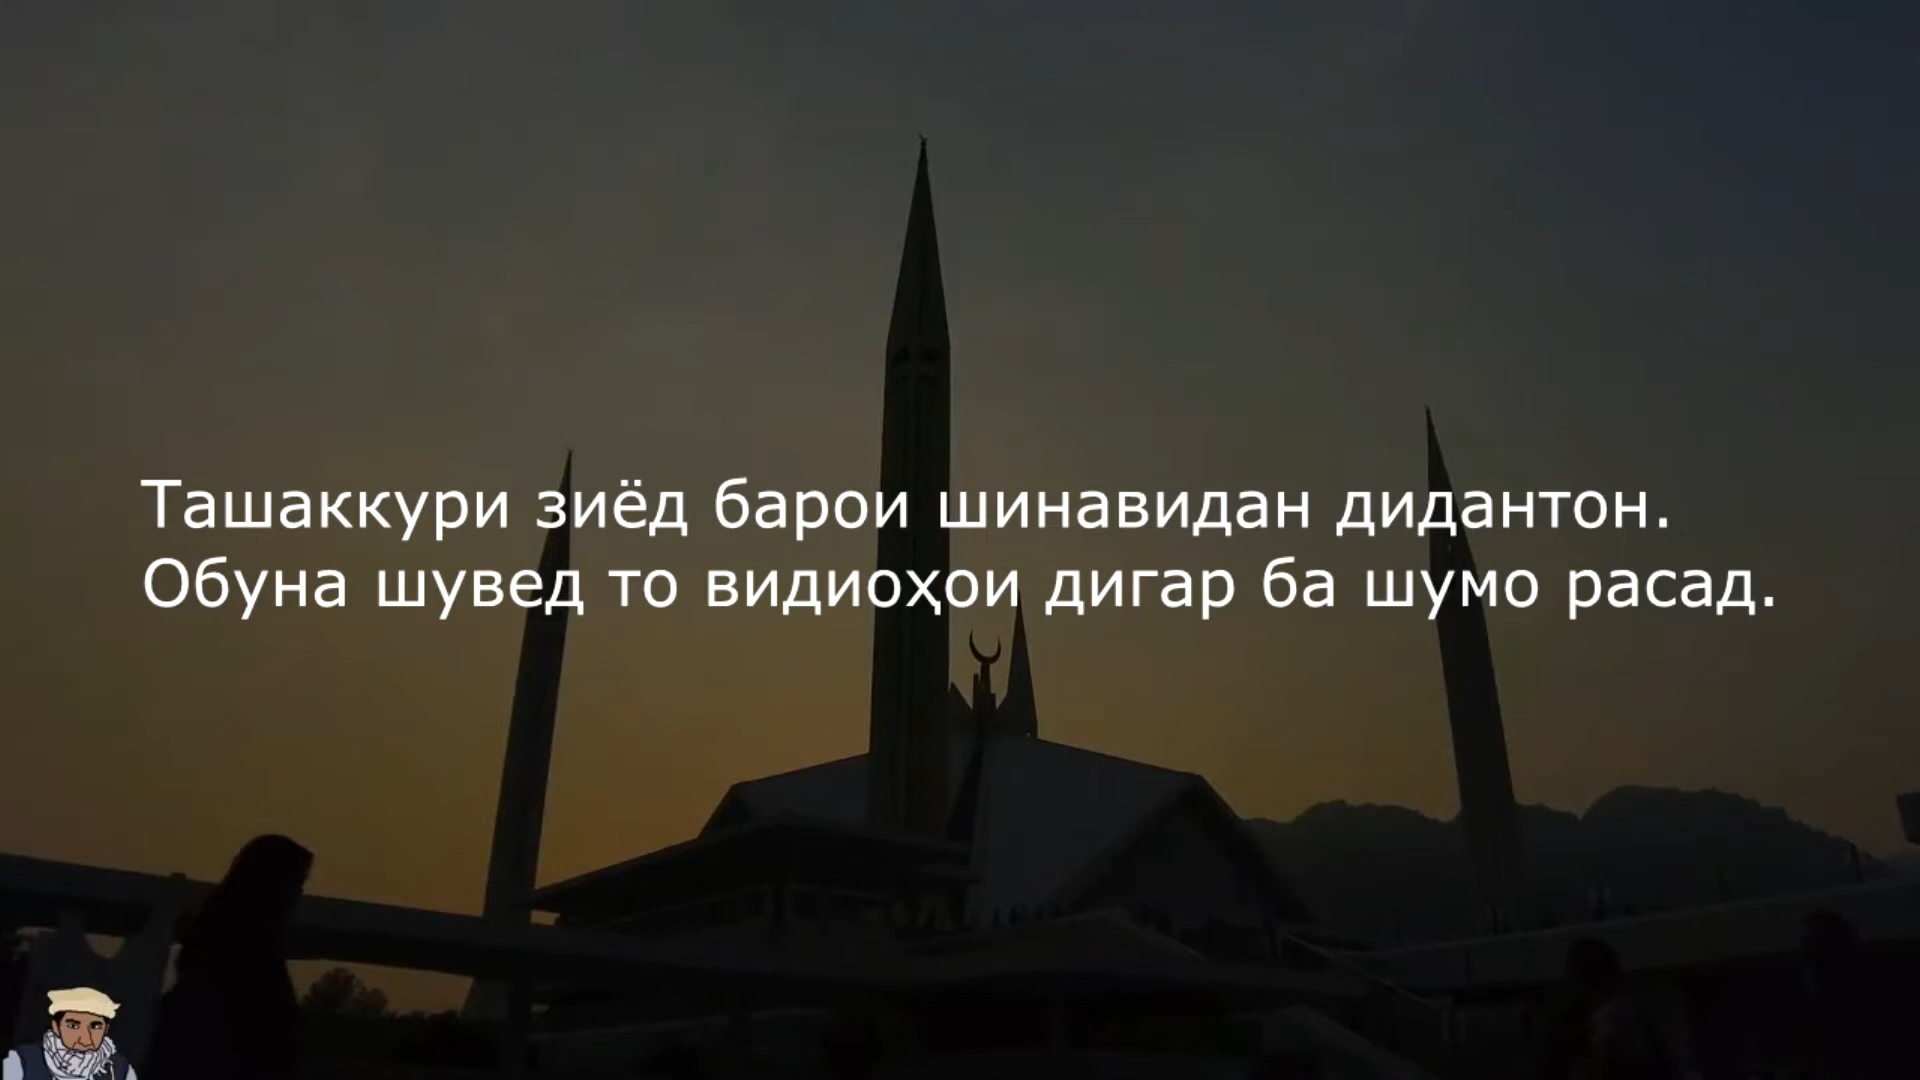 Ташаккури зиёд барои шинавидан дидантон.
Обуна шувед то видиоҳои дигар ба шумо расад.